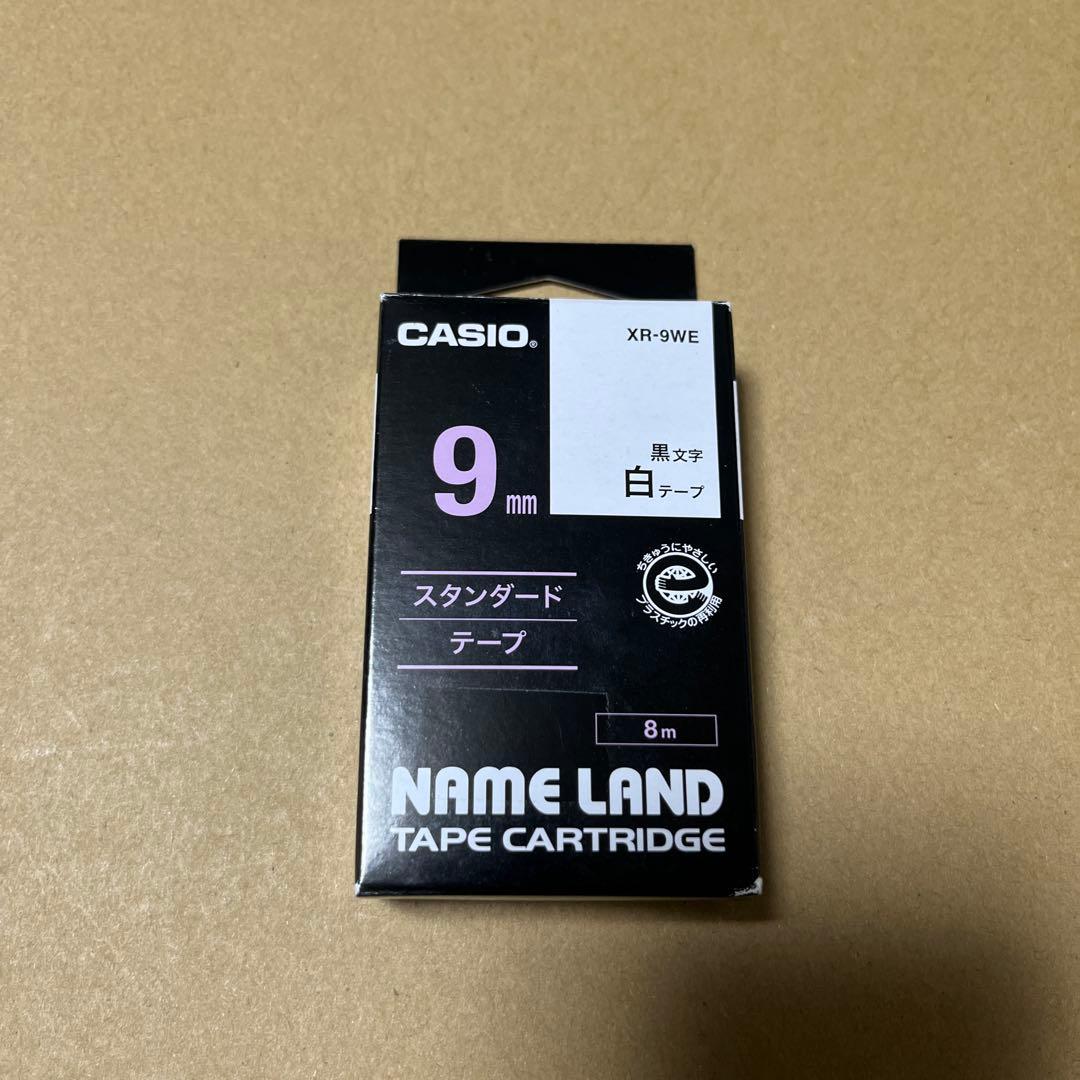 CASIO®
XR-9WE
9mm
黒文字
白テープ
ちきゅうにやさしい
プラスチックの再利用
スタンダード
テープ
8m
NAME LAND
TAPE CARTRIDGE